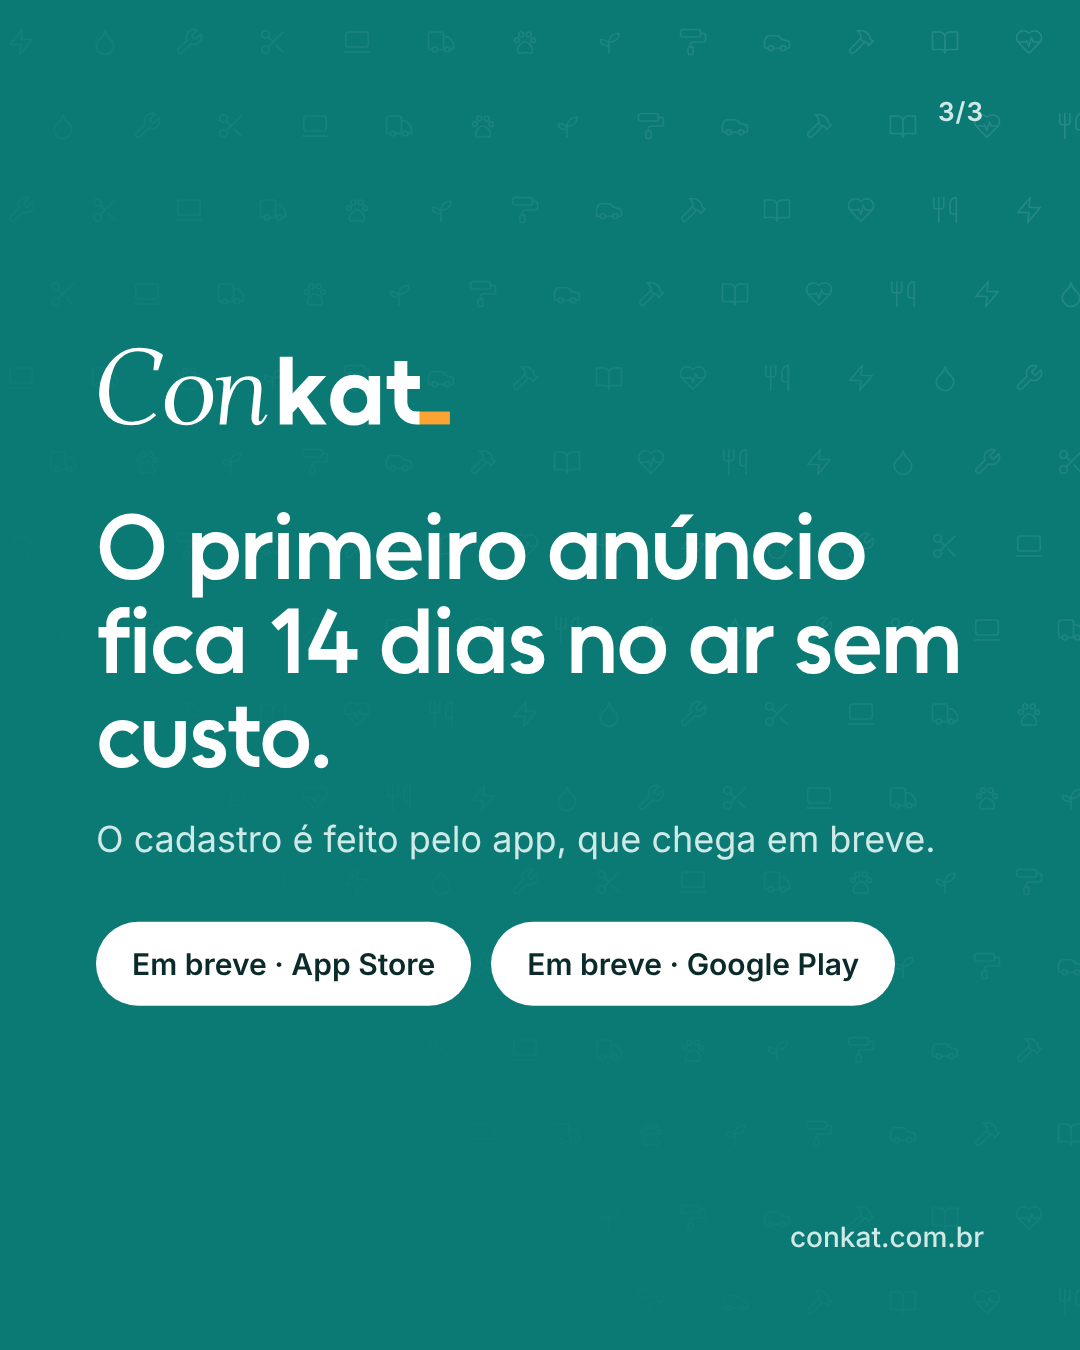 3/3
Conkat_
O primeiro anúncio
fica 14 dias no ar sem
custo.
O cadastro é feito pelo app, que chega em breve.
Em breve · App Store
Em breve · Google Play
conkat.com.br